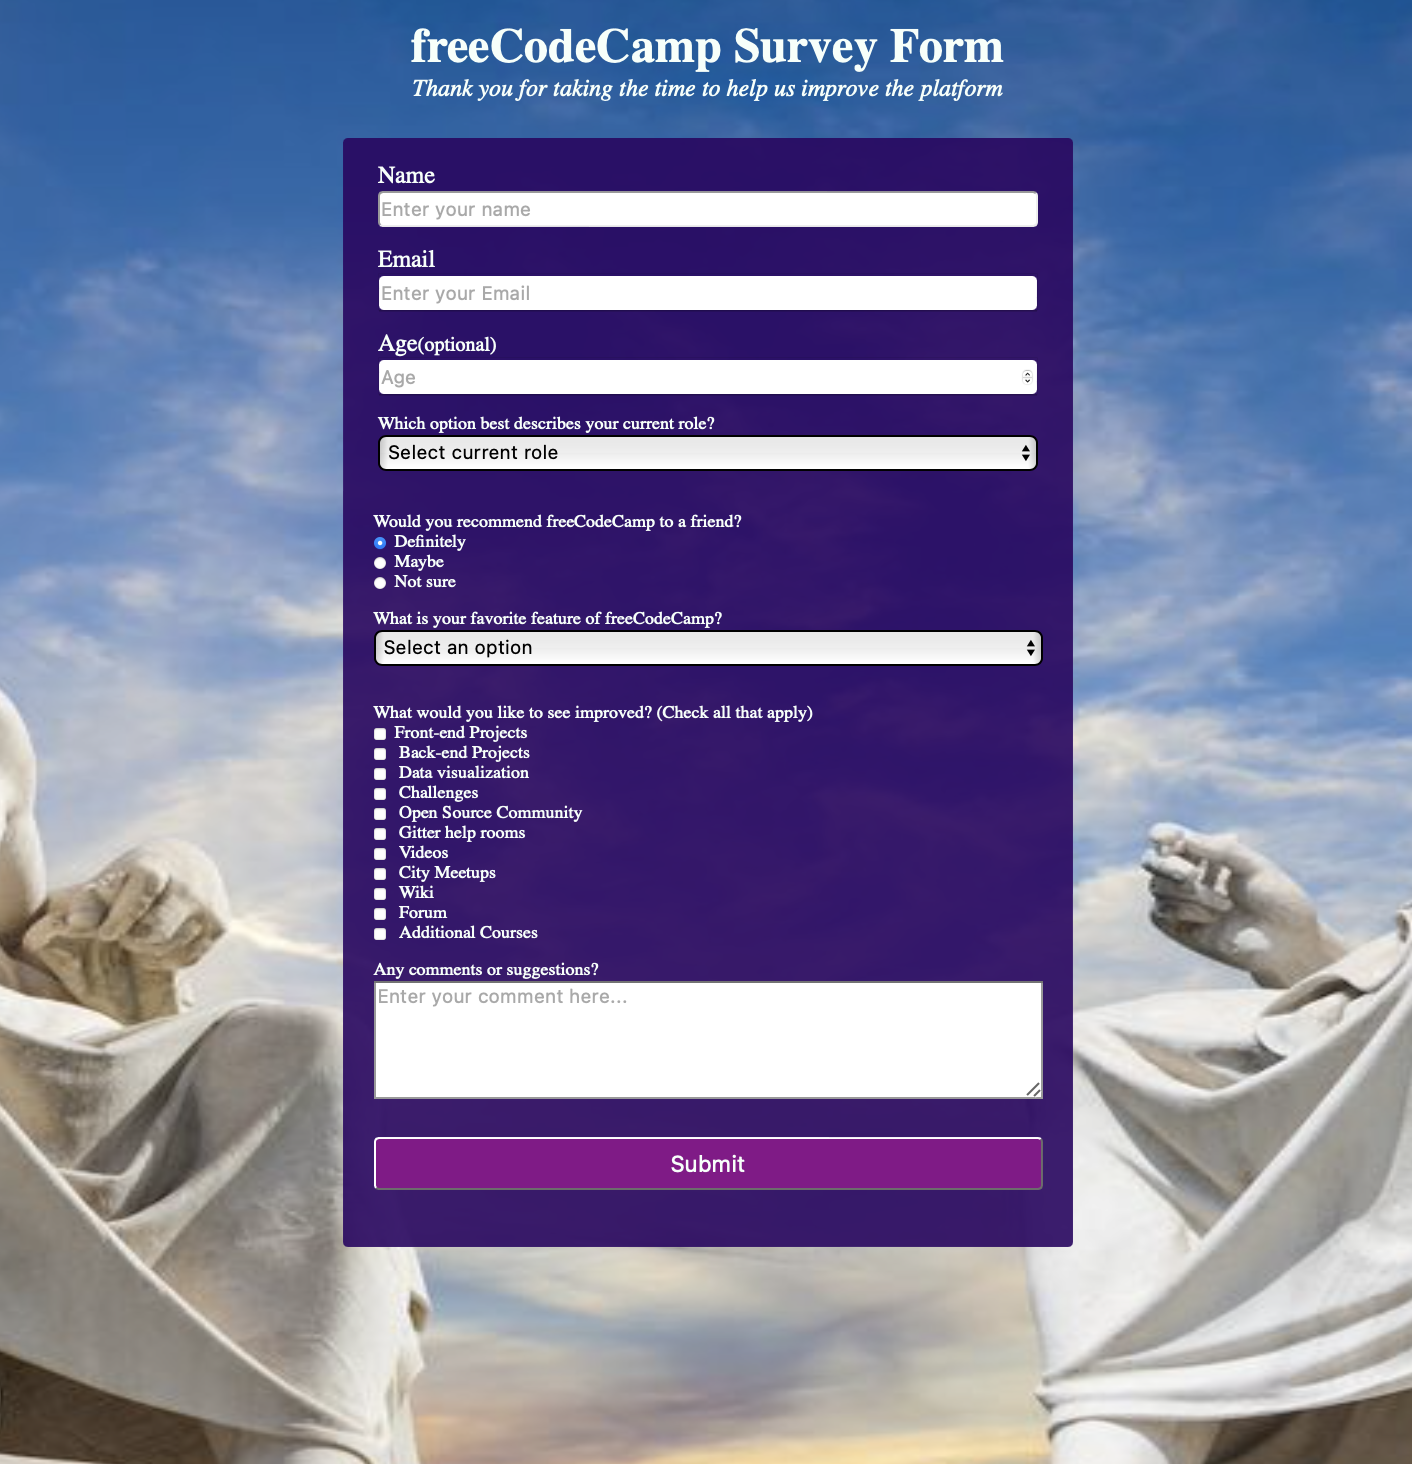 freeCodeCamp Survey Form
Thank you for taking the time to help us improve the platform
Name
Enter your name
Email
Enter your Email
Age(optional)
Age
Which option best describes your current role?
Select current role
Would you recommend freeCodeCamp to a friend?
Definitely
Maybe
Not sure
What is your favorite feature of freeCodeCamp?
Select an option
What would you like to see improved? (Check all that apply)
Front-end Projects
Back-end Projects
Data visualization
Challenges
Open Source Community
Gitter help rooms
Videos
City Meetups
Wiki
Forum
Additional Courses
Any comments or suggestions?
Enter your comment here...
Submit